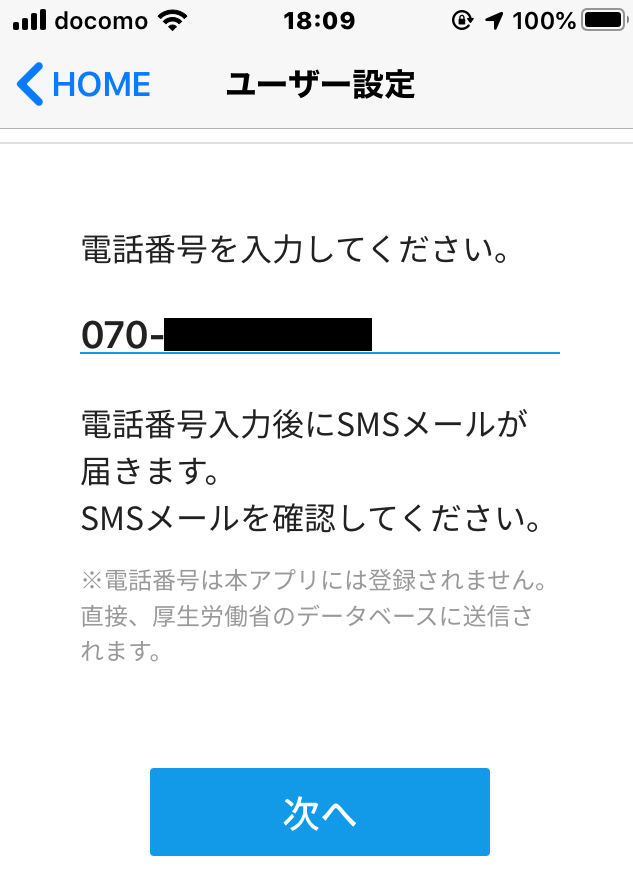 docomo 18:09 100%
HOME ユーザー設定
電話番号を入力してください。
070-
電話番号入力後にSMSメールが
届きます。
SMSメールを確認してください。
※電話番号は本アプリには登録されません。
直接、厚生労働省のデータベースに送信さ
れます。
次へ